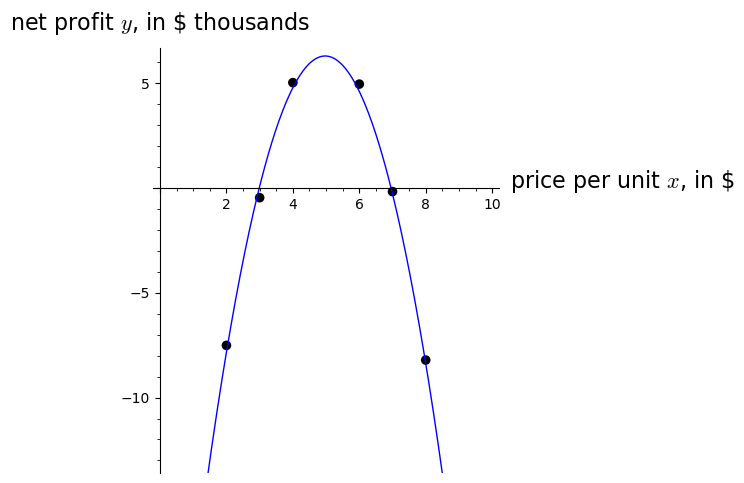 net profit y, in $ thousands
5
price per unit x, in $
2 4 6 8 10
−5
−10